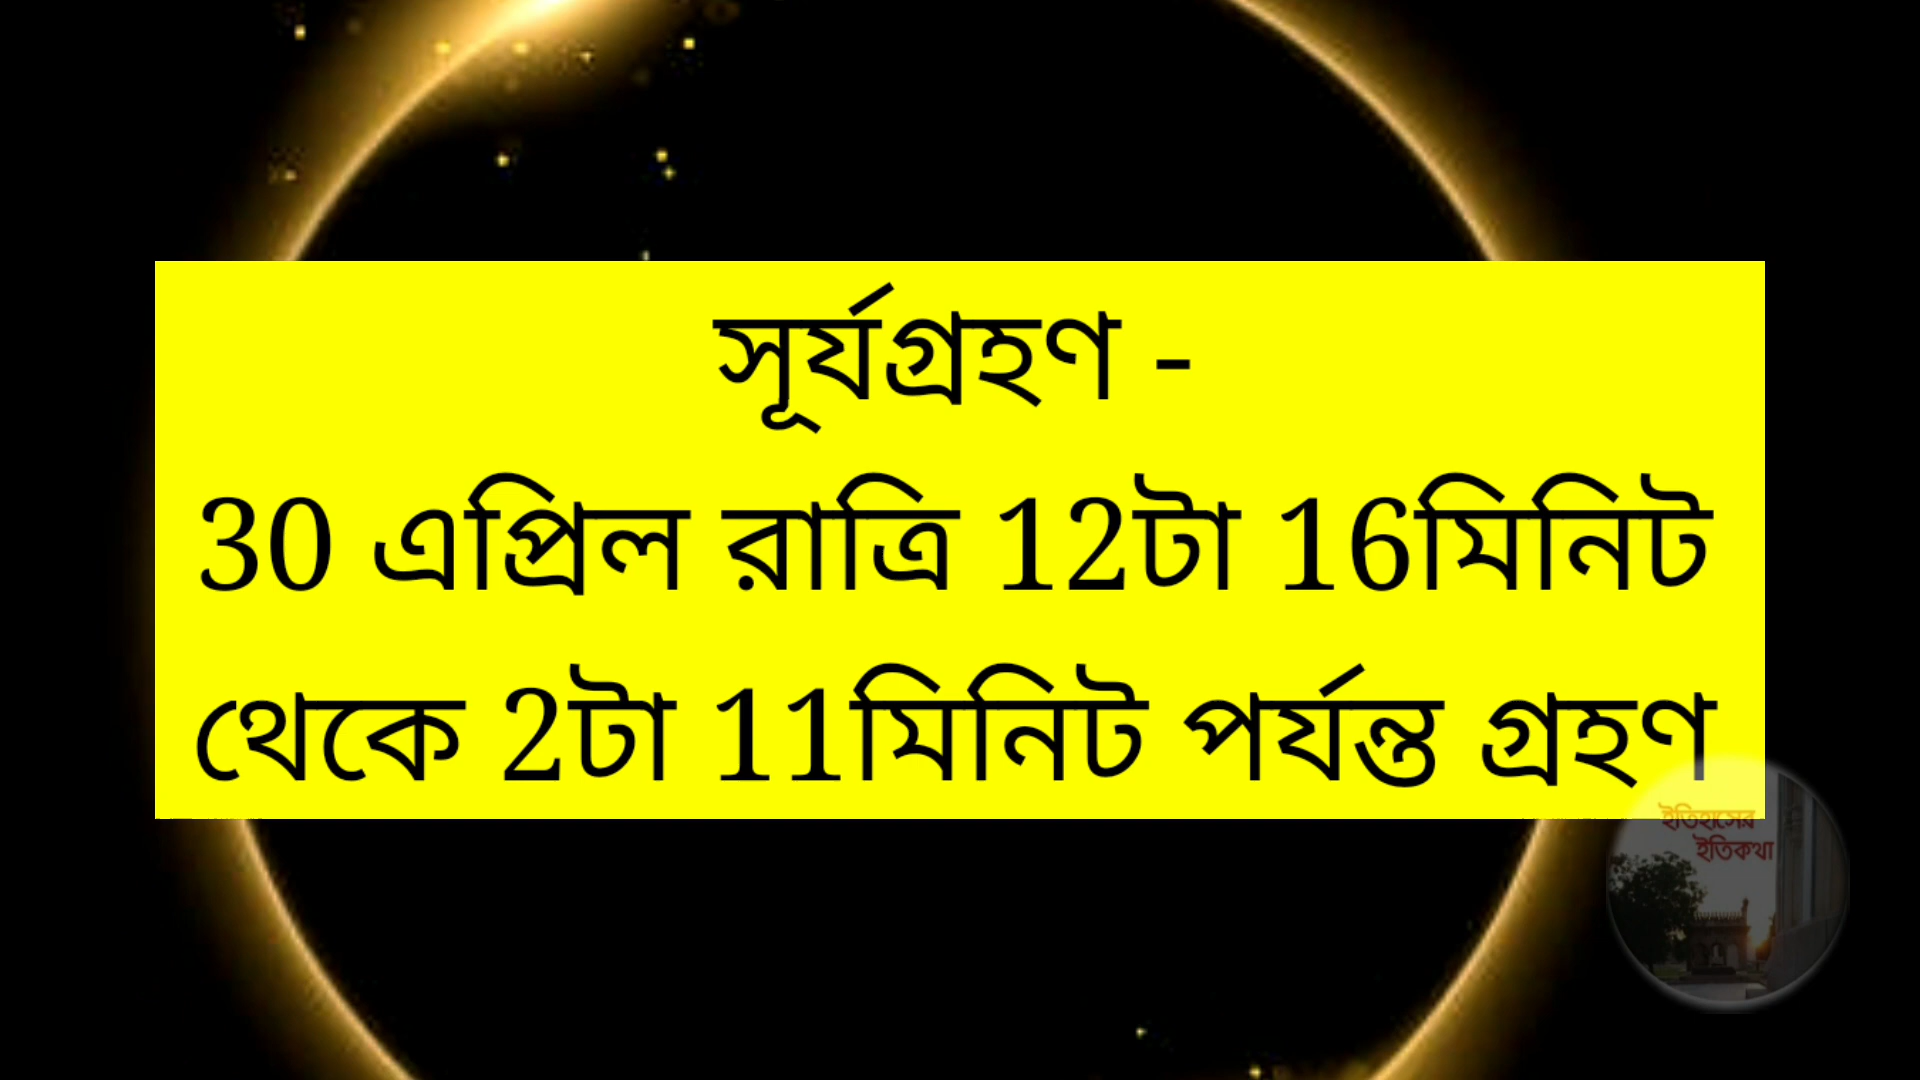 সূর্যগ্রহণ -
30 এপ্রিল রাত্রি 12টা 16মিনিট
থেকে 2টা 11মিনিট পর্যন্ত গ্রহণ
ইতিহাসের
ইতিকথা